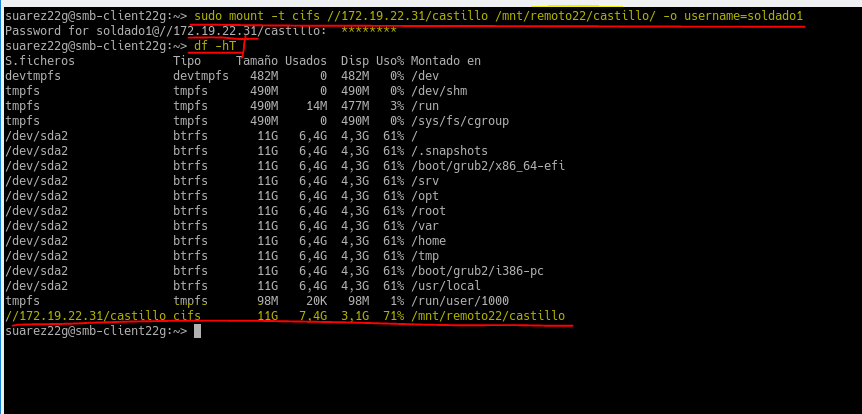 suarez22g@smb-client22g:~> sudo mount -t cifs //172.19.22.31/castillo /mnt/remoto22/castillo/ -o username=soldado1
Password for soldado1@//172.19.22.31/castillo:  ********
suarez22g@smb-client22g:~> df -hT
S.ficheros             Tipo     Tamaño Usados  Disp Uso% Montado en
devtmpfs               devtmpfs   482M      0  482M   0% /dev
tmpfs                  tmpfs      490M      0  490M   0% /dev/shm
tmpfs                  tmpfs      490M    14M  477M   3% /run
tmpfs                  tmpfs      490M      0  490M   0% /sys/fs/cgroup
/dev/sda2              btrfs       11G   6,4G  4,3G  61% /
/dev/sda2              btrfs       11G   6,4G  4,3G  61% /.snapshots
/dev/sda2              btrfs       11G   6,4G  4,3G  61% /boot/grub2/x86_64-efi
/dev/sda2              btrfs       11G   6,4G  4,3G  61% /srv
/dev/sda2              btrfs       11G   6,4G  4,3G  61% /opt
/dev/sda2              btrfs       11G   6,4G  4,3G  61% /root
/dev/sda2              btrfs       11G   6,4G  4,3G  61% /var
/dev/sda2              btrfs       11G   6,4G  4,3G  61% /home
/dev/sda2              btrfs       11G   6,4G  4,3G  61% /tmp
/dev/sda2              btrfs       11G   6,4G  4,3G  61% /boot/grub2/i386-pc
/dev/sda2              btrfs       11G   6,4G  4,3G  61% /usr/local
tmpfs                  tmpfs       98M    20K   98M   1% /run/user/1000
//172.19.22.31/castillo cifs       11G   7,4G  3,1G  71% /mnt/remoto22/castillo
suarez22g@smb-client22g:~>